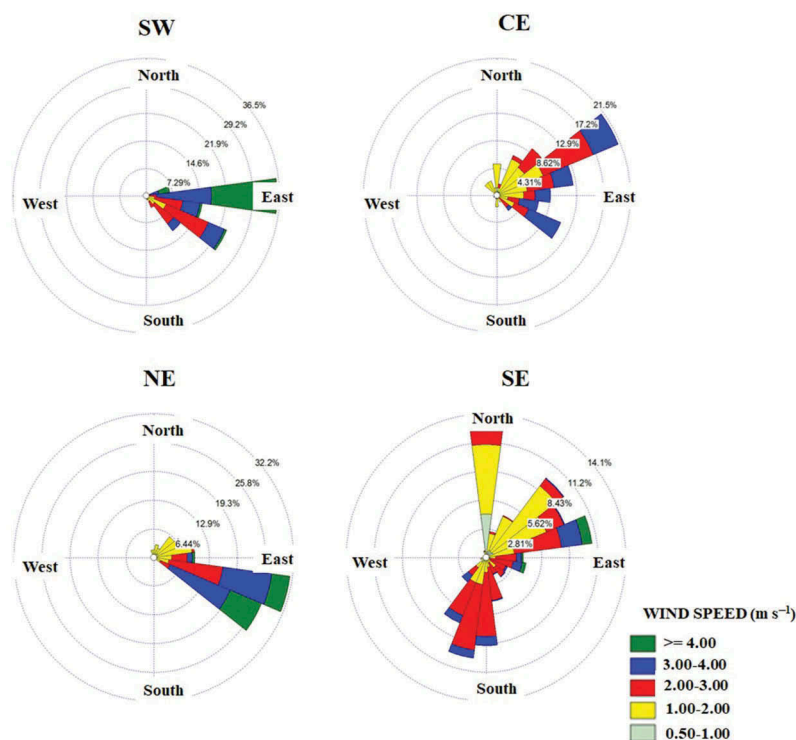 SW
North
36.5%
29.2%
21.9%
14.6%
7.29%
West
East
South
CE
North
21.5%
17.2%
12.9%
8.62%
4.31%
West
East
South
NE
North
32.2%
25.8%
19.3%
12.9%
6.44%
West
East
South
SE
North
14.1%
11.2%
8.43%
5.62%
2.81%
West
East
South
WIND SPEED (m s⁻¹)
>= 4.00
3.00-4.00
2.00-3.00
1.00-2.00
0.50-1.00